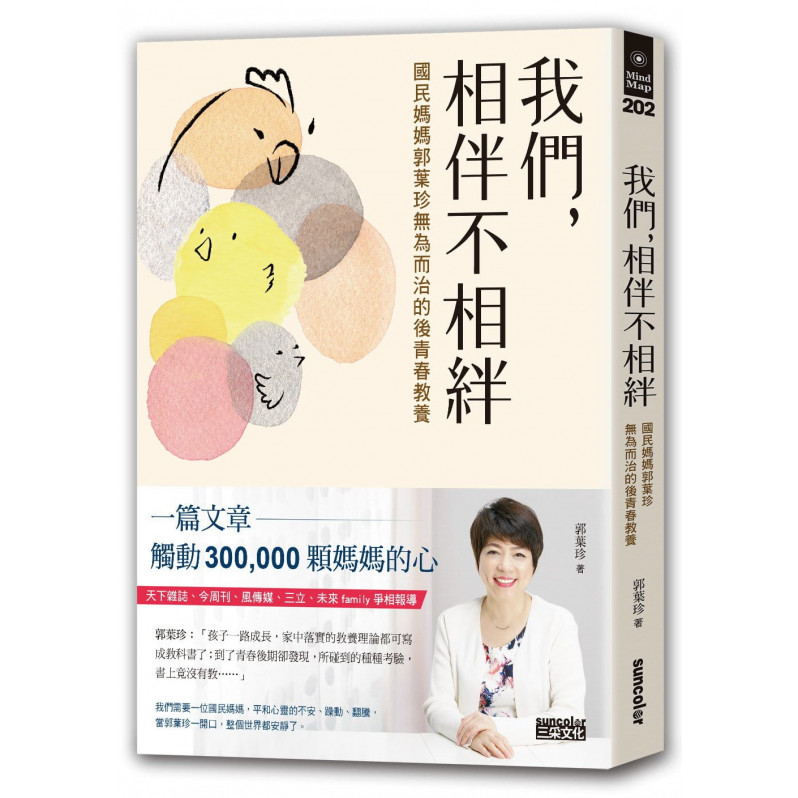 我們，
相伴不相絆
國民媽媽郭葉珍無為而治的後青春教養
一篇文章
觸動300,000顆媽媽的心
天下雜誌、今周刊、風傳媒、三立、未來family爭相報導
郭葉珍：「孩子一路成長，家中落實的教養理論都可寫
成教科書了；到了青春後期卻發現，所碰到的種種考驗，
書上竟沒有教⋯⋯」
我們需要一位國民媽媽，平和心靈的不安、躁動、翻騰，
當郭葉珍一開口，整個世界都安靜了。
郭葉珍 著
suncolor
三采文化
Mind
Map
202
我們，相伴不相絆
國民媽媽郭葉珍
無為而治的後青春教養
郭葉珍 著
suncolor